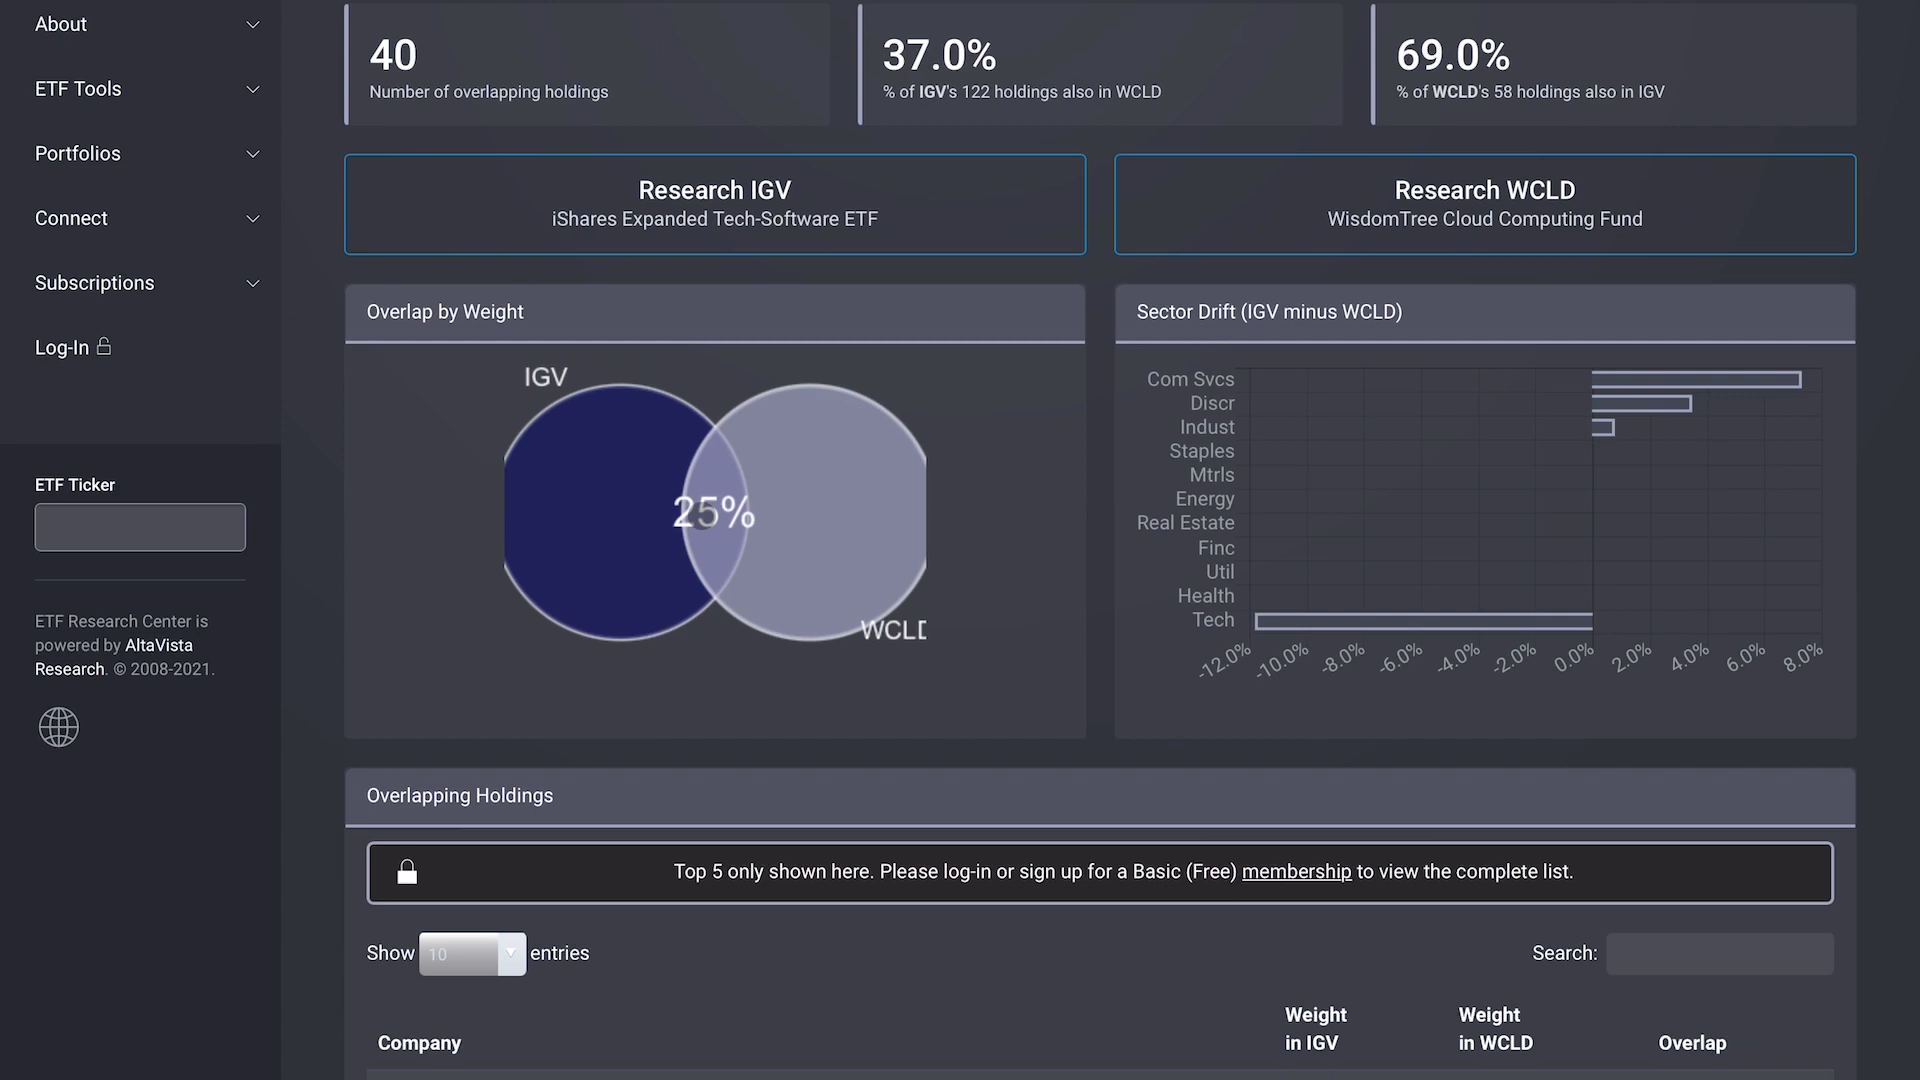 About
ETF Tools
Portfolios
Connect
Subscriptions
Log-In
ETF Ticker
ETF Research Center is
powered by AltaVista
Research. © 2008-2021.
40
Number of overlapping holdings
37.0%
% of IGV's 122 holdings also in WCLD
69.0%
% of WCLD's 58 holdings also in IGV
Research IGV
iShares Expanded Tech-Software ETF
Research WCLD
WisdomTree Cloud Computing Fund
Overlap by Weight
IGV
25%
WCLD
Sector Drift (IGV minus WCLD)
Com Svcs
Discr
Indust
Staples
Mtrls
Energy
Real Estate
Finc
Util
Health
Tech
-12.0% -10.0% -8.0% -6.0% -4.0% -2.0% 0.0% 2.0% 4.0% 6.0% 8.0%
Overlapping Holdings
Top 5 only shown here. Please log-in or sign up for a Basic (Free) membership to view the complete list.
Show 10 entries
Search:
Company
Weight
in IGV
Weight
in WCLD
Overlap